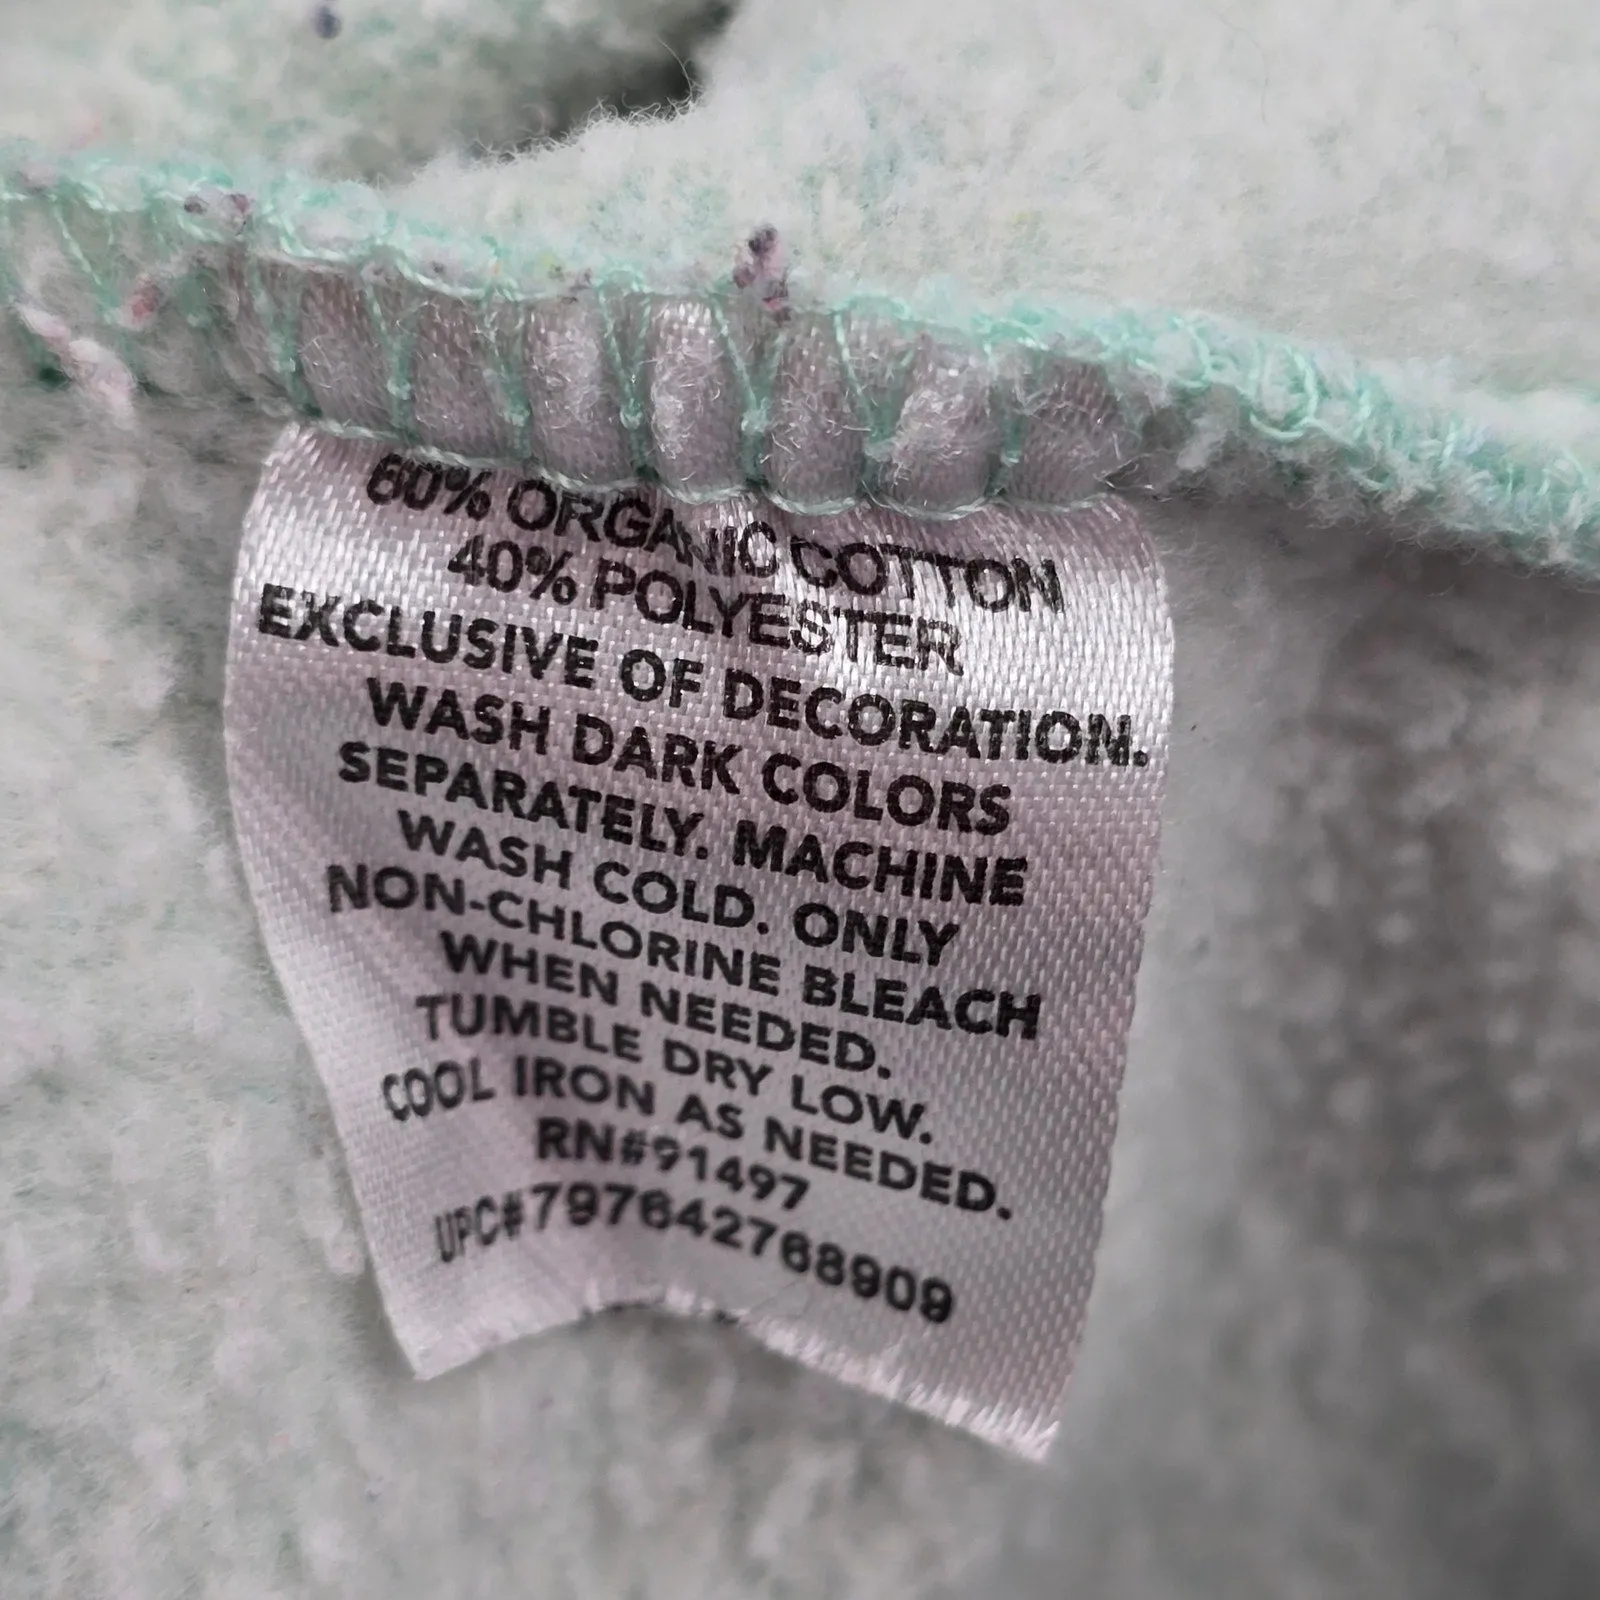 60% ORGANIC COTTON
40% POLYESTER
EXCLUSIVE OF DECORATION.
WASH DARK COLORS
SEPARATELY. MACHINE
WASH COLD. ONLY
NON-CHLORINE BLEACH
WHEN NEEDED.
TUMBLE DRY LOW.
COOL IRON AS NEEDED.
RN#91497
UPC#797642768909